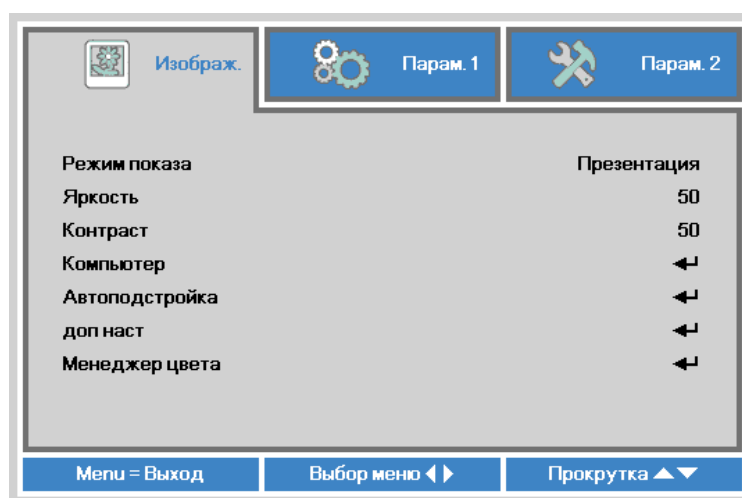 Изображ. Парам. 1 Парам. 2
Режим показа Презентация
Яркость 50
Контраст 50
Компьютер
Автоподстройка
доп наст
Менеджер цвета
Menu = Выход Выбор меню Прокрутка